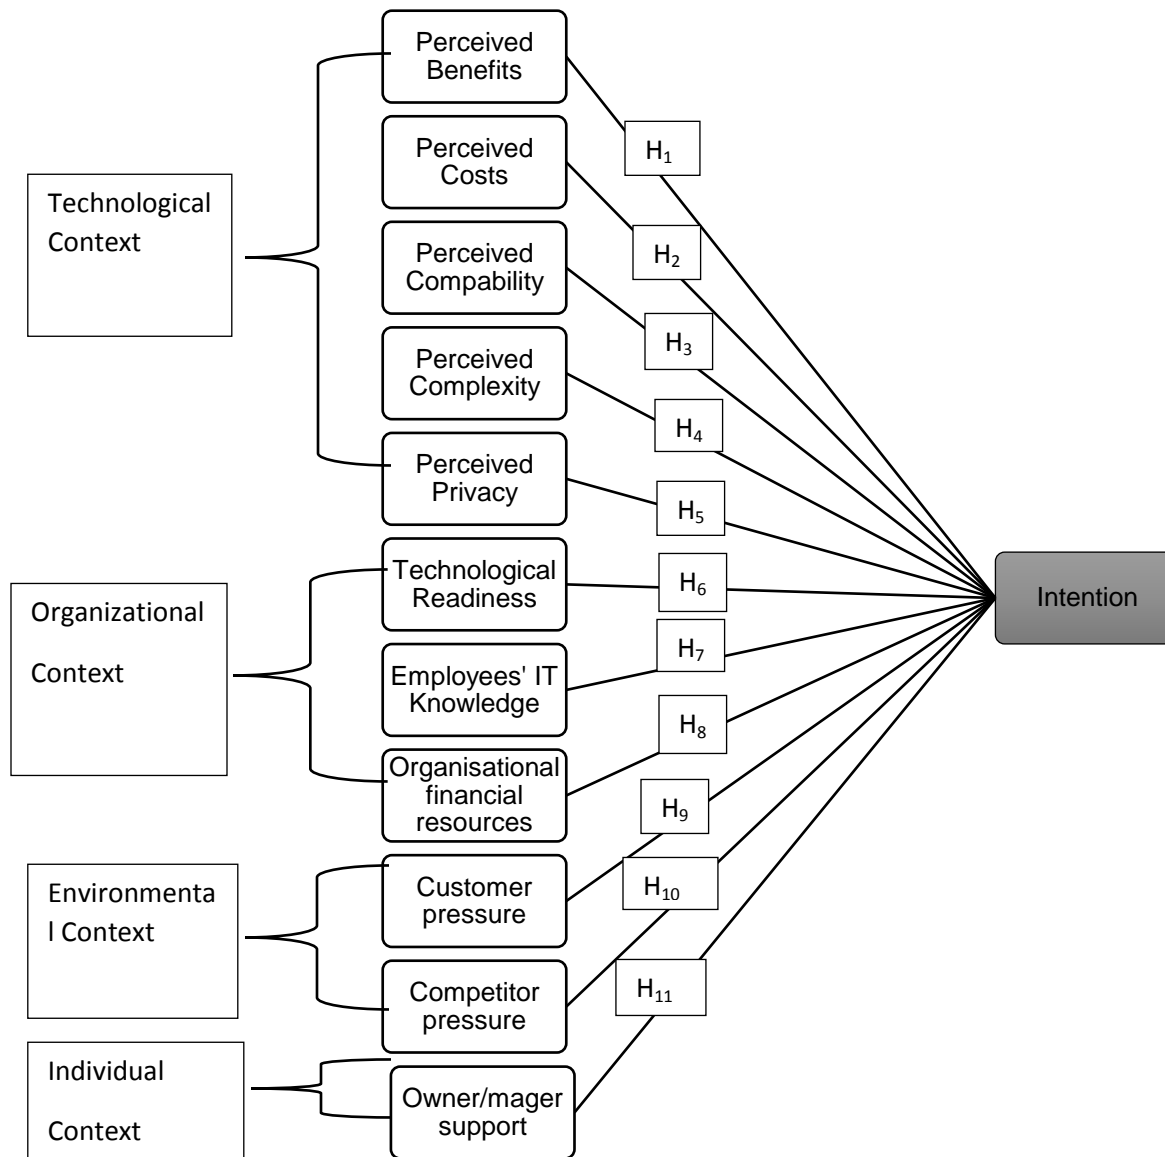 Technological
Context
Perceived
Benefits
Perceived
Costs
Perceived
Compability
Perceived
Complexity
Perceived
Privacy
Organizational
Context
Technological
Readiness
Employees' IT
Knowledge
Organisational
financial
resources
Environmenta
l Context
Customer
pressure
Competitor
pressure
Individual
Context
Owner/mager
support
H₁
H₂
H₃
H₄
H₅
H₆
H₇
H₈
H₉
H₁₀
H₁₁
Intention